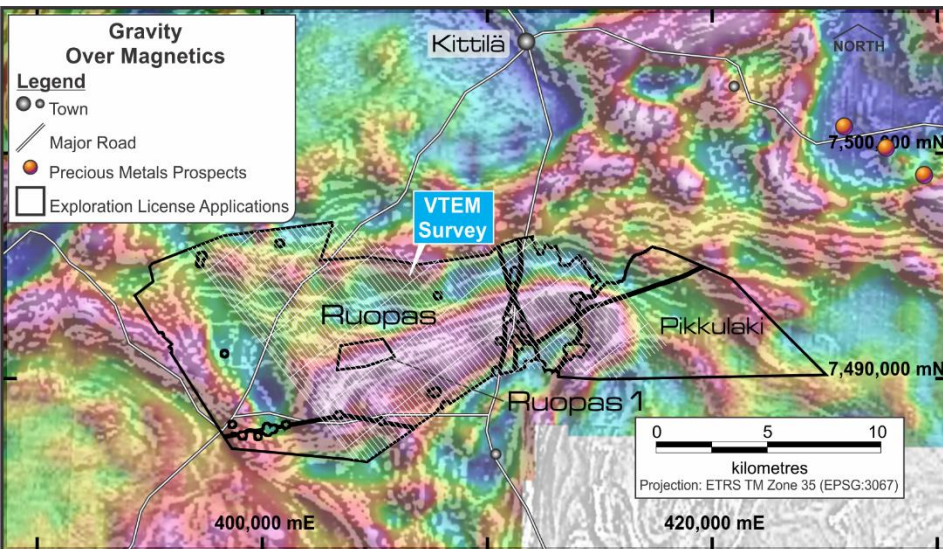 Gravity
Over Magnetics
Legend
Town
Major Road
Precious Metals Prospects
Exploration License Applications
Kittilä
NORTH
7,500,000 mN
VTEM
Survey
Ruopas
Pikkulaki
7,490,000 mN
Ruopas 1
0 5 10
kilometres
Projection: ETRS TM Zone 35 (EPSG:3067)
400,000 mE
420,000 mE